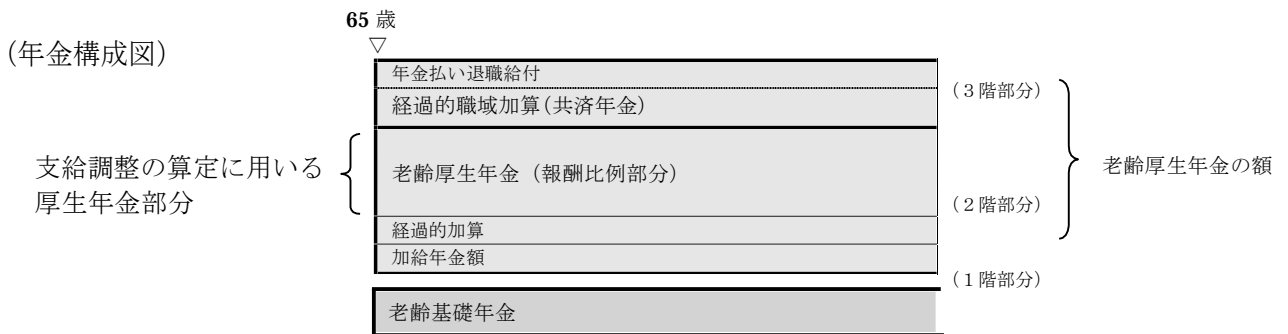 65 歳
▽
(年金構成図)
年金払い退職給付
経過的職域加算(共済年金)
(3階部分)
支給調整の算定に用いる
厚生年金部分
老齢厚生年金(報酬比例部分)
老齢厚生年金の額
(2階部分)
経過的加算
加給年金額
(1階部分)
老齢基礎年金